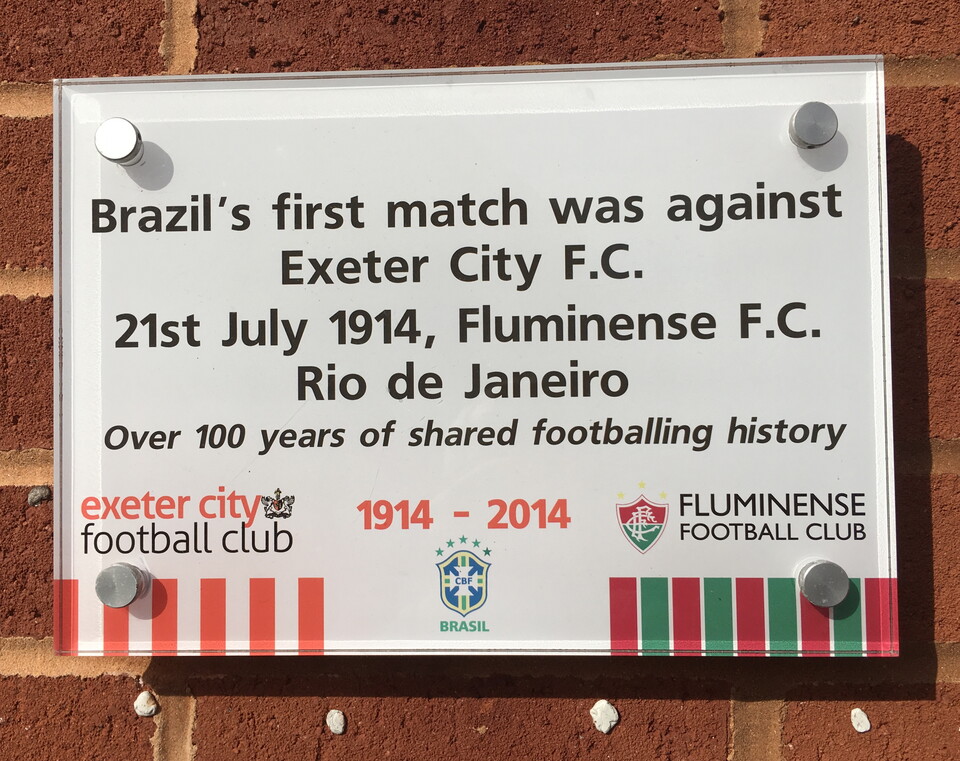 Brazil's first match was against
Exeter City F.C.
21st July 1914, Fluminense F.C.
Rio de Janeiro
Over 100 years of shared footballing history
exeter city
football club
1914 - 2014
CBF
BRASIL
FLUMINENSE
FOOTBALL CLUB